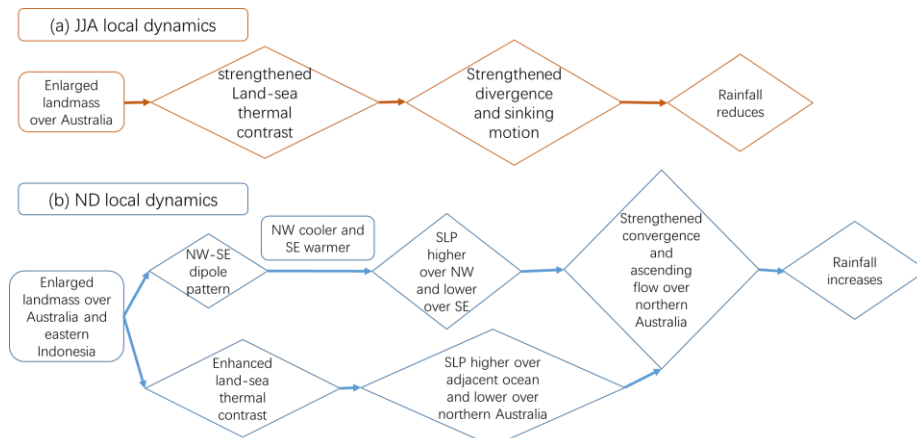 (a) JJA local dynamics
Enlarged
landmass
over Australia
strengthened
Land-sea
thermal
contrast
Strengthened
divergence
and sinking
motion
Rainfall
reduces
(b) ND local dynamics
Enlarged
landmass over
Australia and
eastern
Indonesia
NW-SE
dipole
pattern
NW cooler and
SE warmer
SLP
higher
over NW
and lower
over SE
Enhanced
land-sea
thermal
contrast
SLP higher over
adjacent ocean
and lower over
northern
Australia
Strengthened
convergence
and
ascending
flow over
northern
Australia
Rainfall
increases